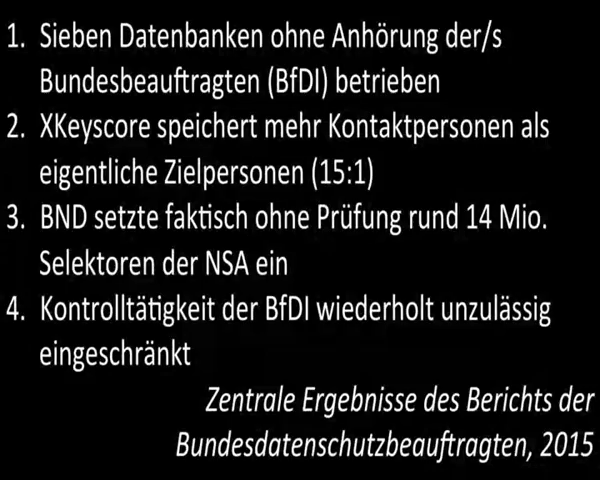 1. Sieben Datenbanken ohne Anhörung der/s
Bundesbeauftragten (BfDI) betrieben
2. XKeyscore speichert mehr Kontaktpersonen als
eigentliche Zielpersonen (15:1)
3. BND setzte faktisch ohne Prüfung rund 14 Mio.
Selektoren der NSA ein
4. Kontrolltätigkeit der BfDI wiederholt unzulässig
eingeschränkt
Zentrale Ergebnisse des Berichts der
Bundesdatenschutzbeauftragten, 2015